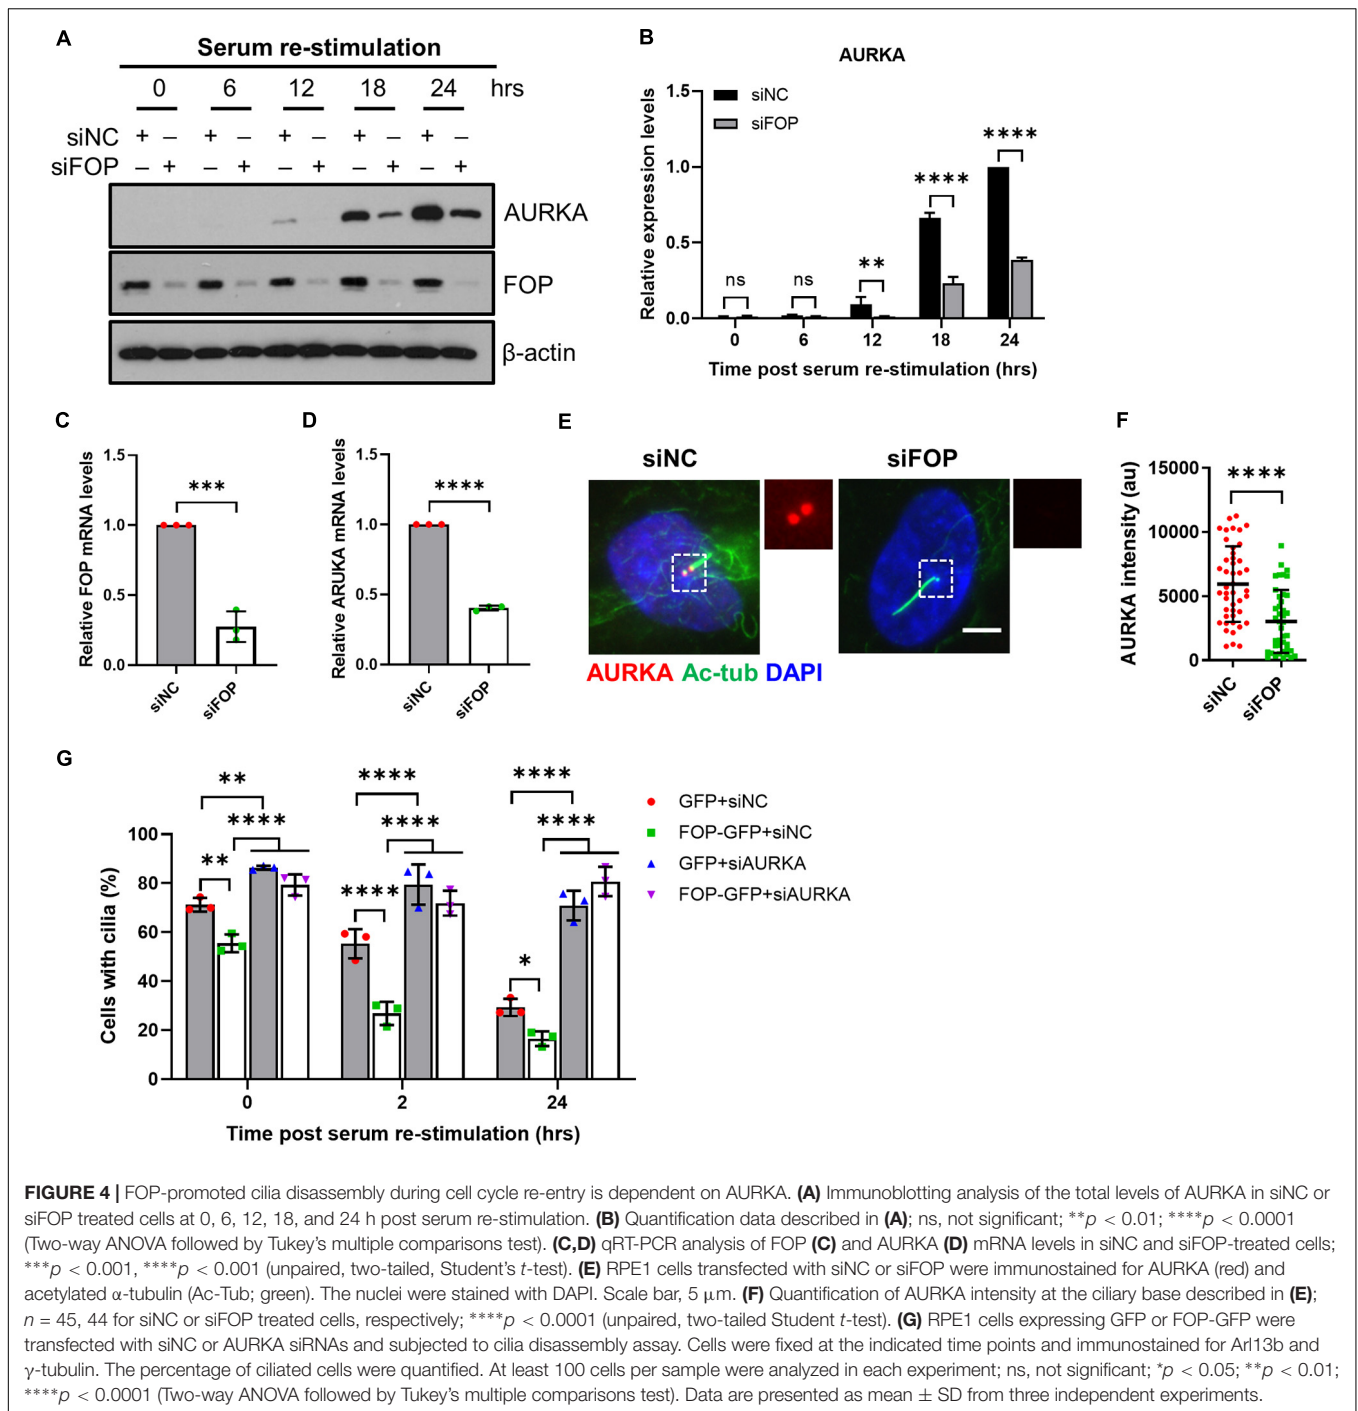 A
Serum re-stimulation
0 6 12 18 24 hrs
siNC + – + – + – + – + –
siFOP – + – + – + – + – +
AURKA
FOP
β-actin
B
AURKA
siNC
siFOP
Relative expression levels
1.5
1.0
0.5
0.0
ns
ns
**
****
****
0 6 12 18 24
Time post serum re-stimulation (hrs)
C
Relative FOP mRNA levels
1.5
1.0
0.5
0.0
***
siNC
siFOP
D
Relative ARUKA mRNA levels
1.5
1.0
0.5
0.0
****
siNC
siFOP
E
siNC
siFOP
AURKA Ac-tub DAPI
F
AURKA intensity (au)
15000
10000
5000
0
****
siNC
siFOP
G
Cells with cilia (%)
100
80
60
40
20
0
**
****
**
****
****
****
****
****
*
0 2 24
Time post serum re-stimulation (hrs)
GFP+siNC
FOP-GFP+siNC
GFP+siAURKA
FOP-GFP+siAURKA
FIGURE 4 | FOP-promoted cilia disassembly during cell cycle re-entry is dependent on AURKA. (A) Immunoblotting analysis of the total levels of AURKA in siNC or
siFOP treated cells at 0, 6, 12, 18, and 24 h post serum re-stimulation. (B) Quantification data described in (A); ns, not significant; **p < 0.01; ****p < 0.0001
(Two-way ANOVA followed by Tukey's multiple comparisons test). (C,D) qRT-PCR analysis of FOP (C) and AURKA (D) mRNA levels in siNC and siFOP-treated cells;
***p < 0.001, ****p < 0.001 (unpaired, two-tailed, Student's t-test). (E) RPE1 cells transfected with siNC or siFOP were immunostained for AURKA (red) and
acetylated α-tubulin (Ac-Tub; green). The nuclei were stained with DAPI. Scale bar, 5 μm. (F) Quantification of AURKA intensity at the ciliary base described in (E);
n = 45, 44 for siNC or siFOP treated cells, respectively; ****p < 0.0001 (unpaired, two-tailed Student t-test). (G) RPE1 cells expressing GFP or FOP-GFP were
transfected with siNC or AURKA siRNAs and subjected to cilia disassembly assay. Cells were fixed at the indicated time points and immunostained for Arl13b and
γ-tubulin. The percentage of ciliated cells were quantified. At least 100 cells per sample were analyzed in each experiment; ns, not significant; *p < 0.05; **p < 0.01;
****p < 0.0001 (Two-way ANOVA followed by Tukey's multiple comparisons test). Data are presented as mean ± SD from three independent experiments.